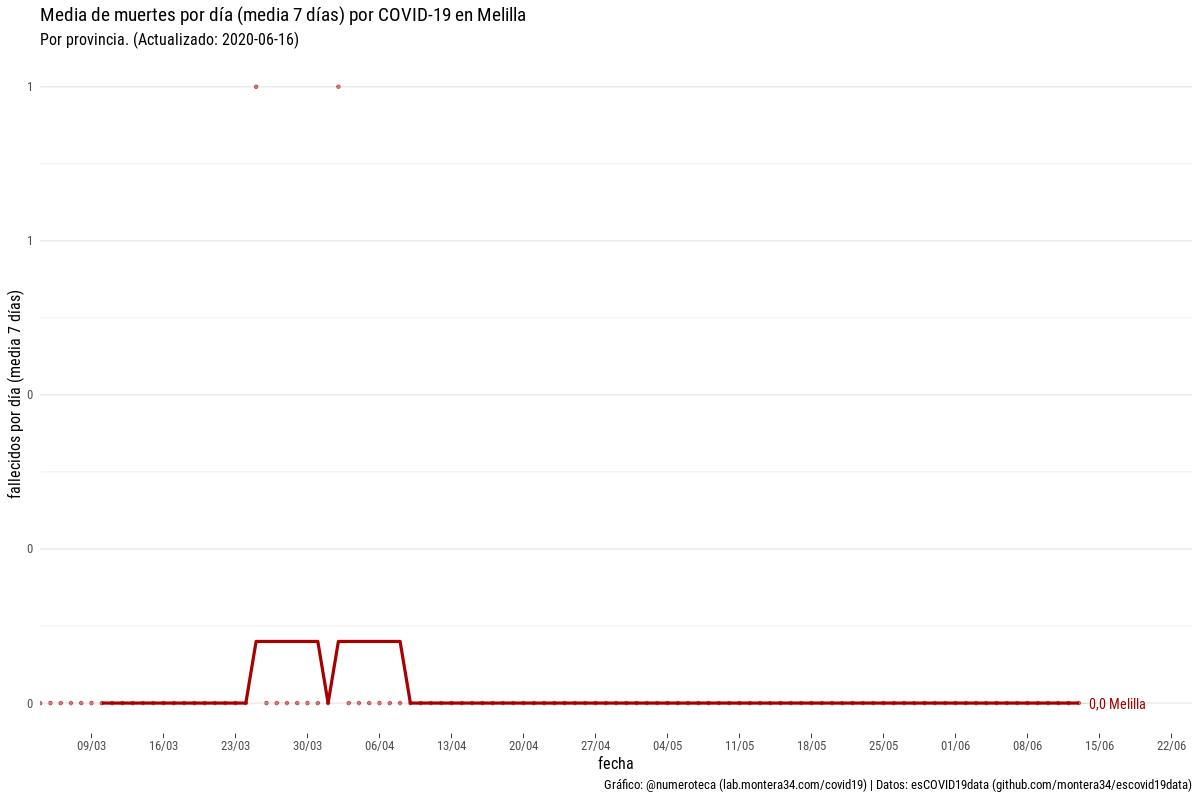 Media de muertes por día (media 7 días) por COVID-19 en Melilla
Por provincia. (Actualizado: 2020-06-16)
fallecidos por día (media 7 días)
1
1
0
0
0
0,0 Melilla
09/03 16/03 23/03 30/03 06/04 13/04 20/04 27/04 04/05 11/05 18/05 25/05 01/06 08/06 15/06 22/06
fecha
Gráfico: @numeroteca (lab.montera34.com/covid19) | Datos: esCOVID19data (github.com/montera34/escovid19data)